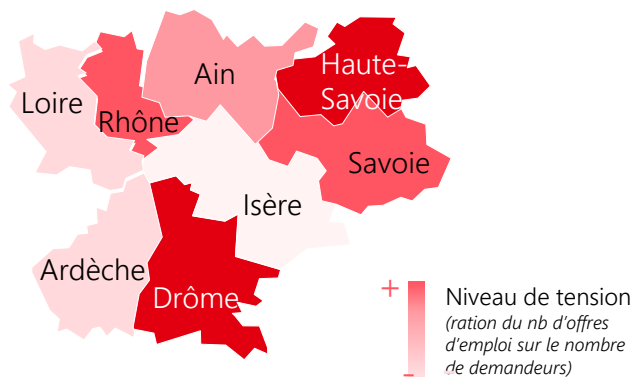 Ain
Haute-
Savoie
Loire
Rhône
Savoie
Isère
Ardèche
Drôme
+
Niveau de tension
(ration du nb d'offres
d'emploi sur le nombre
de demandeurs)
-